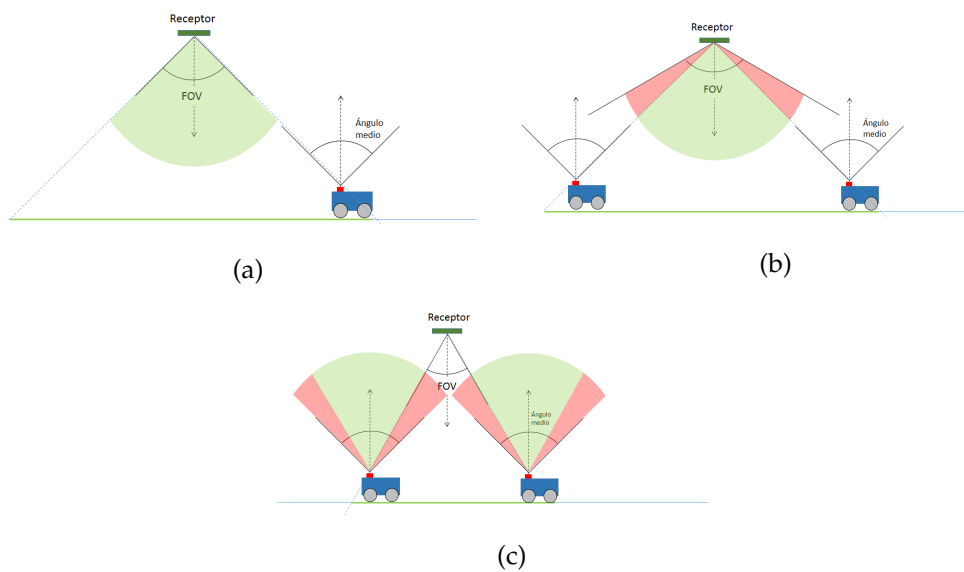 Receptor
FOV
Ángulo
medio
(a)
Receptor
FOV
Ángulo
medio
(b)
Receptor
FOV
Ángulo
medio
(c)